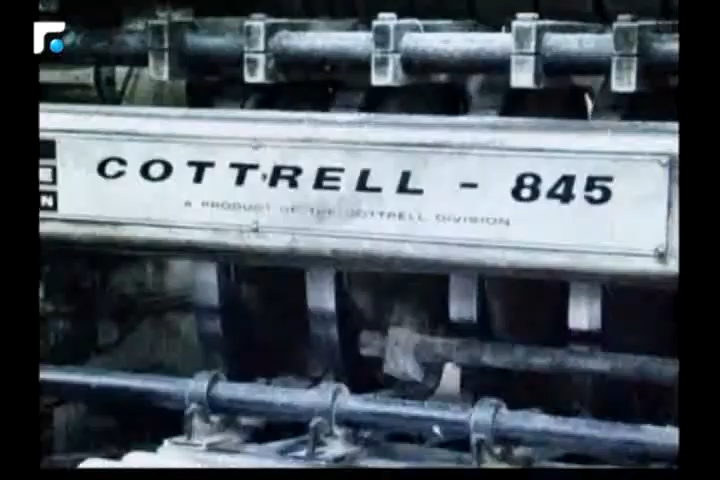 COTTRELL - 845
A PRODUCT OF THE COTTRELL DIVISION
N